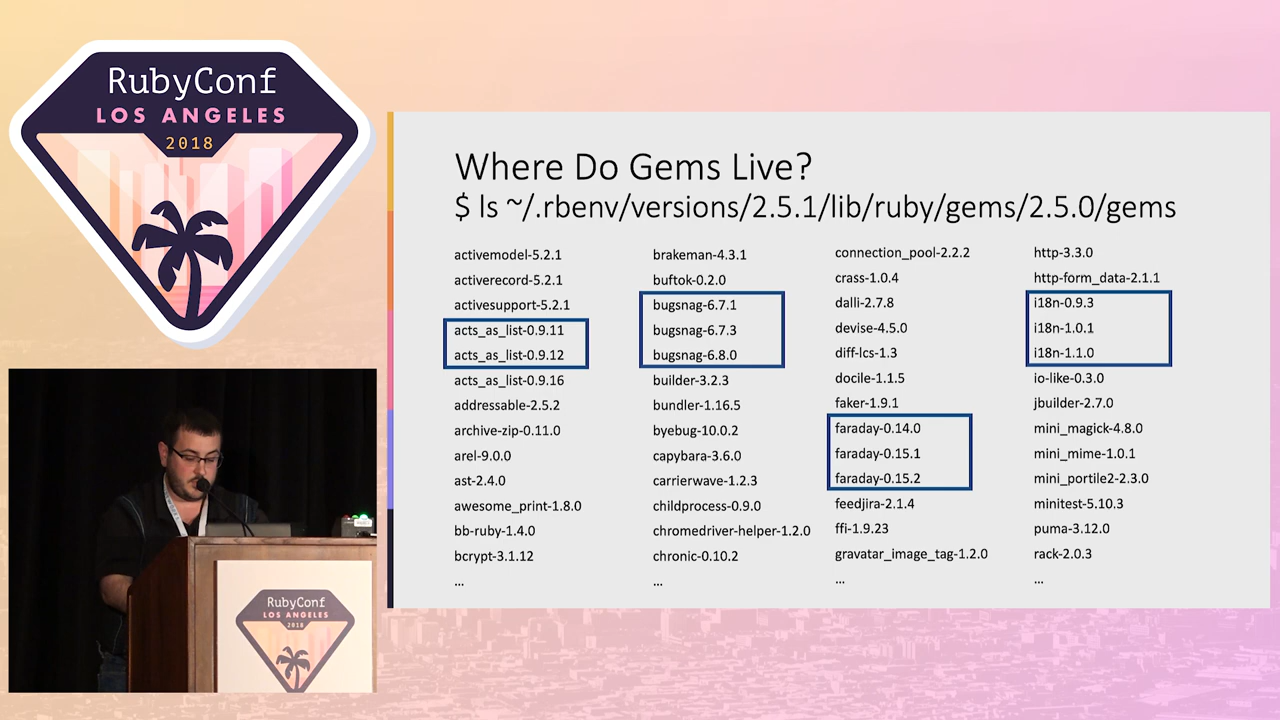 RubyConf
LOS ANGELES
2018
Where Do Gems Live?
$ ls ~/.rbenv/versions/2.5.1/lib/ruby/gems/2.5.0/gems
activemodel-5.2.1
activerecord-5.2.1
activesupport-5.2.1
acts_as_list-0.9.11
acts_as_list-0.9.12
acts_as_list-0.9.16
addressable-2.5.2
archive-zip-0.11.0
arel-9.0.0
ast-2.4.0
awesome_print-1.8.0
bb-ruby-1.4.0
bcrypt-3.1.12
...
brakeman-4.3.1
buftok-0.2.0
bugsnag-6.7.1
bugsnag-6.7.3
bugsnag-6.8.0
builder-3.2.3
bundler-1.16.5
byebug-10.0.2
capybara-3.6.0
carrierwave-1.2.3
childprocess-0.9.0
chromedriver-helper-1.2.0
chronic-0.10.2
...
connection_pool-2.2.2
crass-1.0.4
dalli-2.7.8
devise-4.5.0
diff-lcs-1.3
docile-1.1.5
faker-1.9.1
faraday-0.14.0
faraday-0.15.1
faraday-0.15.2
feedjira-2.1.4
ffi-1.9.23
gravatar_image_tag-1.2.0
...
http-3.3.0
http-form_data-2.1.1
i18n-0.9.3
i18n-1.0.1
i18n-1.1.0
io-like-0.3.0
jbuilder-2.7.0
mini_magick-4.8.0
mini_mime-1.0.1
mini_portile2-2.3.0
minitest-5.10.3
puma-3.12.0
rack-2.0.3
...
RubyConf
LOS ANGELES
2018